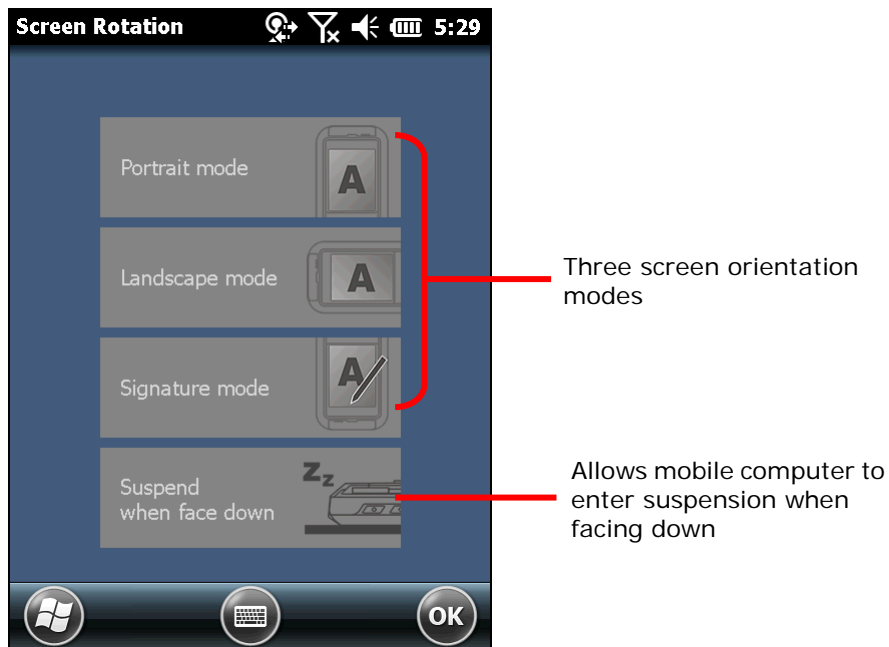 Screen Rotation 5:29
Portrait mode
A
Landscape mode
A
Signature mode
A
Suspend
when face down
Zz
OK
Three screen orientation
modes
Allows mobile computer to
enter suspension when
facing down